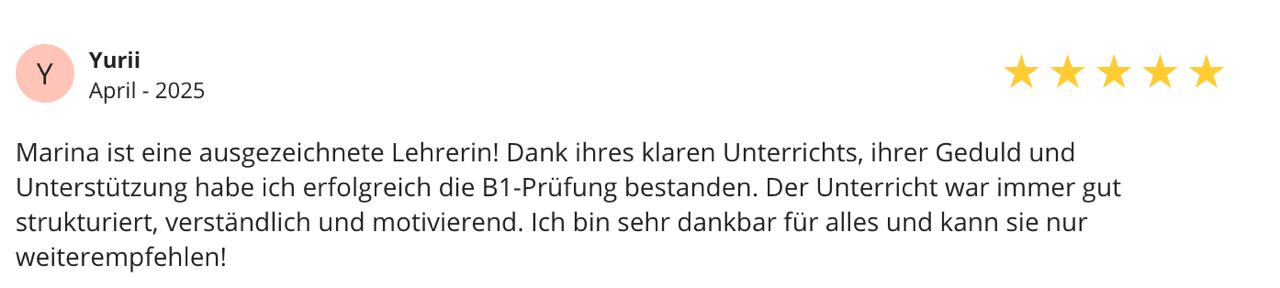 Y
Yurii
April - 2025
Marina ist eine ausgezeichnete Lehrerin! Dank ihres klaren Unterrichts, ihrer Geduld und
Unterstützung habe ich erfolgreich die B1-Prüfung bestanden. Der Unterricht war immer gut
strukturiert, verständlich und motivierend. Ich bin sehr dankbar für alles und kann sie nur
weiterempfehlen!